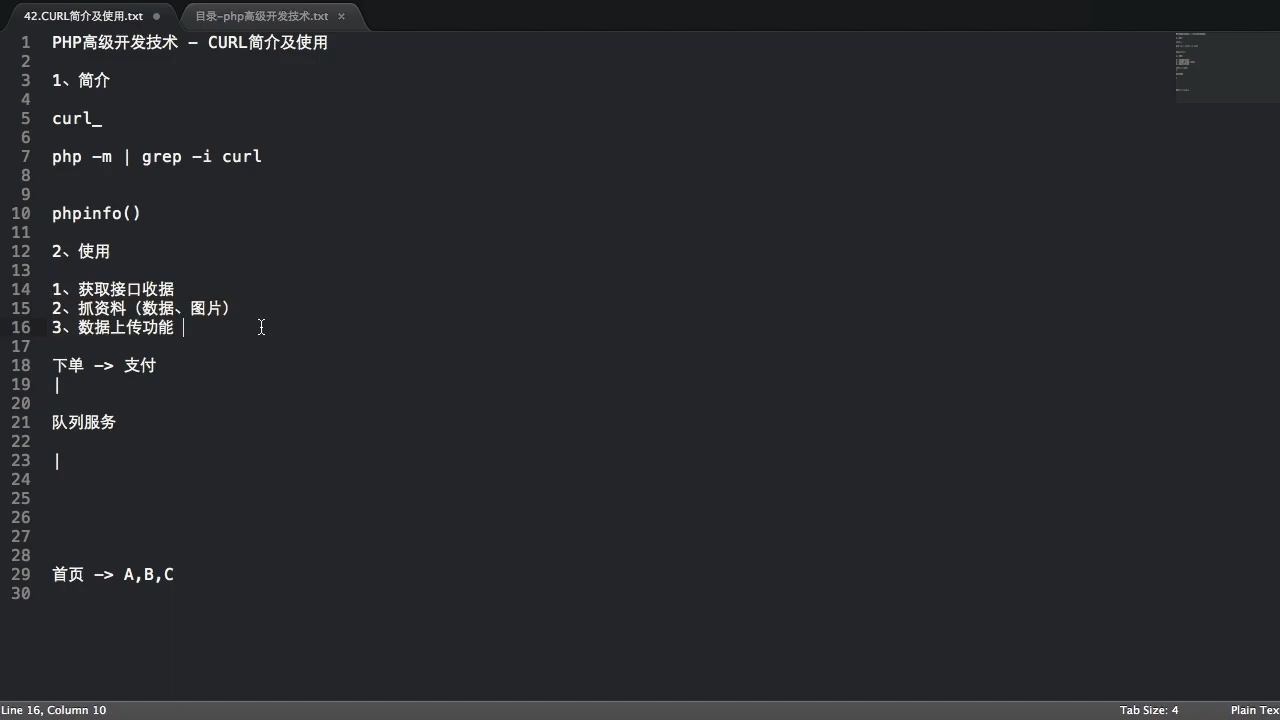 42.CURL简介及使用.txt
目录-php高级开发技术.txt ×
1 PHP高级开发技术 - CURL简介及使用
2
3 1、简介
4
5 curl_
6
7 php -m | grep -i curl
8
9
10 phpinfo()
11
12 2、使用
13
14 1、获取接口收据
15 2、抓资料（数据、图片）
16 3、数据上传功能
17
18 下单 -> 支付
19 |
20
21 队列服务
22
23 |
24
25
26
27
28
29 首页 -> A,B,C
30
Line 16, Column 10
Tab Size: 4
Plain Tex